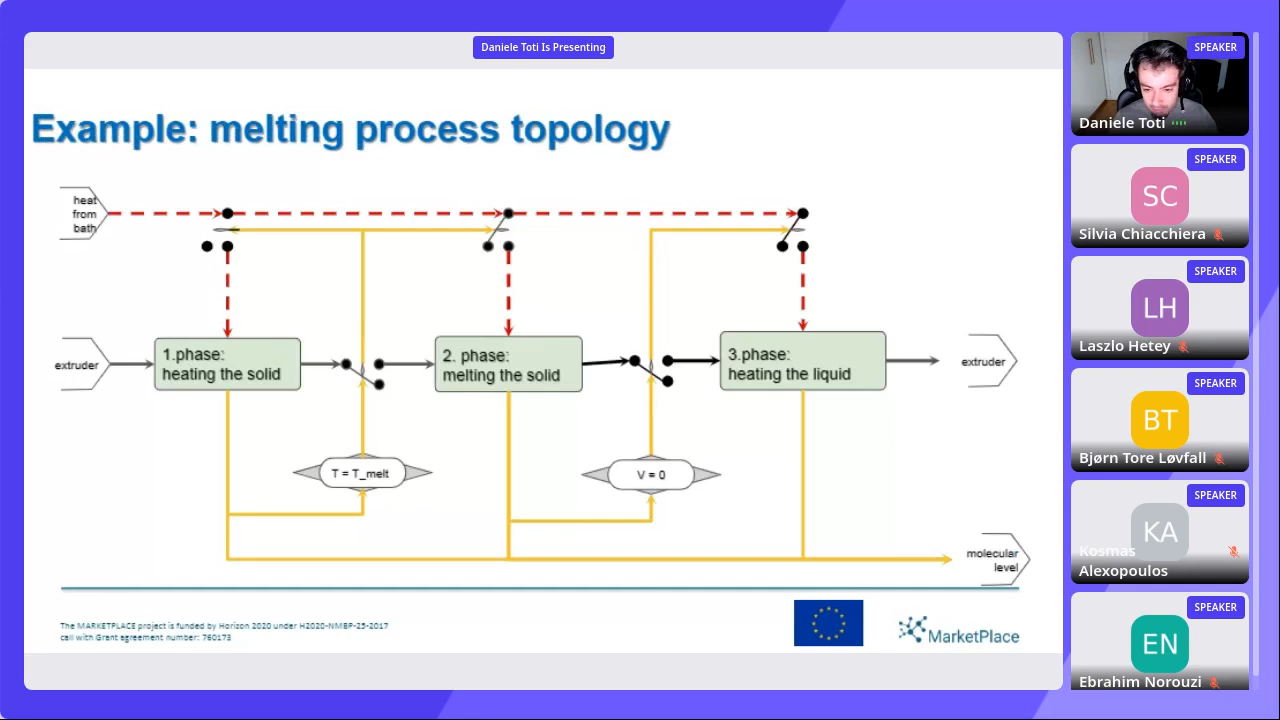 Daniele Toti Is Presenting
Example: melting process topology
heat
from
bath
extruder
1.phase:
heating the solid
2. phase:
melting the solid
3.phase:
heating the liquid
extruder
T = T_melt
V = 0
molecular
level
The MARKETPLACE project is funded by Horizon 2020 under H2020-NMBP-25-2017
call with Grant agreement number: 760173
MarketPlace
SPEAKER
Daniele Toti
SPEAKER
SC
Silvia Chiacchiera
SPEAKER
LH
Laszlo Hetey
SPEAKER
BT
Bjørn Tore Løvfall
SPEAKER
KA
Kosmas
Alexopoulos
SPEAKER
EN
Ebrahim Norouzi